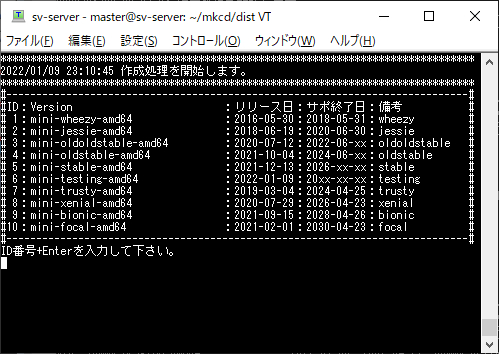 sv-server - master@sv-server: ~/mkcd/dist VT
ファイル(F) 編集(E) 設定(S) コントロール(O) ウィンドウ(W) ヘルプ(H)
*******************************************************************************
2022/01/09 23:10:45 作成処理を開始します。
*******************************************************************************
#-----------------------------------------------------------------------------#
#ID:Version                         :リリース日:サポ終了日:備考           #
# 1:mini-wheezy-amd64               :2016-05-30:2018-05-31:wheezy         #
# 2:mini-jessie-amd64               :2018-06-19:2020-06-30:jessie         #
# 3:mini-oldoldstable-amd64         :2020-07-12:2022-06-xx:oldoldstable   #
# 4:mini-oldstable-amd64            :2021-10-04:2024-06-xx:oldstable      #
# 5:mini-stable-amd64               :2021-12-13:2026-xx-xx:stable         #
# 6:mini-testing-amd64              :2022-01-09:20xx-xx-xx:testing        #
# 7:mini-trusty-amd64               :2019-03-04:2024-04-25:trusty         #
# 8:mini-xenial-amd64               :2020-07-29:2026-04-23:xenial         #
# 9:mini-bionic-amd64               :2021-09-15:2028-04-26:bionic         #
#10:mini-focal-amd64                :2021-02-01:2030-04-23:focal          #
#-----------------------------------------------------------------------------#
ID番号+Enterを入力して下さい。